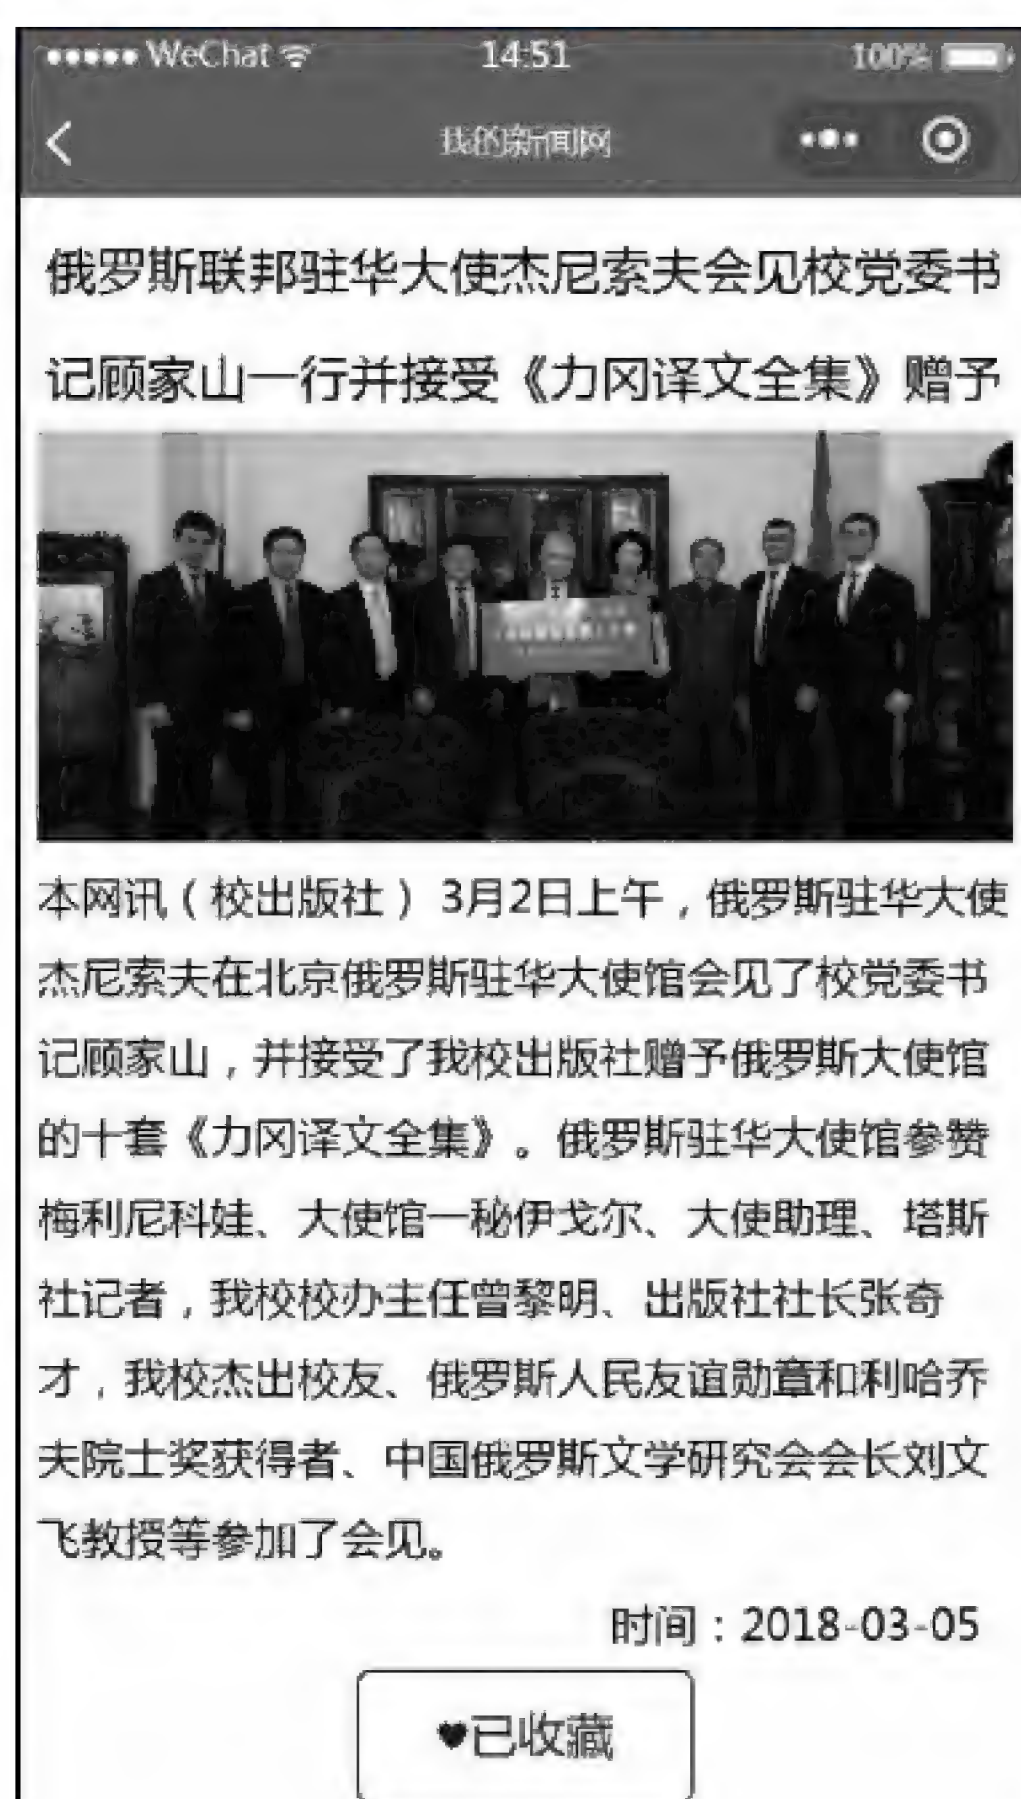 WeChat 14:51 100%
我的新闻网
俄罗斯联邦驻华大使杰尼索夫会见校党委书
记顾家山一行并接受《力冈译文全集》赠予
本网讯（校出版社） 3月2日上午，俄罗斯驻华大使
杰尼索夫在北京俄罗斯驻华大使馆会见了校党委书
记顾家山，并接受了我校出版社赠予俄罗斯大使馆
的十套《力冈译文全集》。俄罗斯驻华大使馆参赞
梅利尼科娃、大使馆一秘伊戈尔、大使助理、塔斯
社记者，我校校办主任曾黎明、出版社社长张奇
才，我校杰出校友、俄罗斯人民友谊勋章和利哈乔
夫院士奖获得者、中国俄罗斯文学研究会会长刘文
飞教授等参加了会见。
时间：2018-03-05
♥已收藏